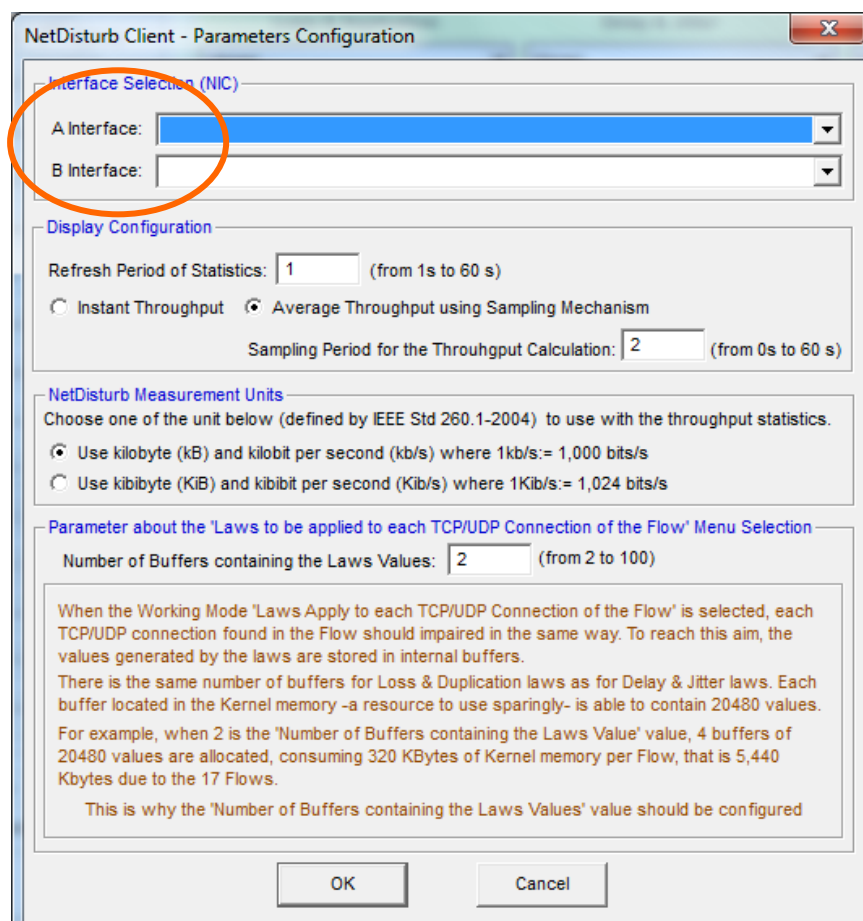 NetDisturb Client - Parameters Configuration
Interface Selection (NIC)
A Interface:
B Interface:
Display Configuration
Refresh Period of Statistics: 1 (from 1s to 60 s)
Instant Throughput Average Throughput using Sampling Mechanism
Sampling Period for the Throuhgput Calculation: 2 (from 0s to 60 s)
NetDisturb Measurement Units
Choose one of the unit below (defined by IEEE Std 260.1-2004) to use with the throughput statistics.
Use kilobyte (kB) and kilobit per second (kb/s) where 1kb/s:= 1,000 bits/s
Use kibibyte (KiB) and kibibit per second (Kib/s) where 1Kib/s:= 1,024 bits/s
Parameter about the 'Laws to be applied to each TCP/UDP Connection of the Flow' Menu Selection
Number of Buffers containing the Laws Values: 2 (from 2 to 100)
When the Working Mode 'Laws Apply to each TCP/UDP Connection of the Flow' is selected, each
TCP/UDP connection found in the Flow should impaired in the same way. To reach this aim, the
values generated by the laws are stored in internal buffers.
There is the same number of buffers for Loss & Duplication laws as for Delay & Jitter laws. Each
buffer located in the Kernel memory -a resource to use sparingly- is able to contain 20480 values.
For example, when 2 is the 'Number of Buffers containing the Laws Value' value, 4 buffers of
20480 values are allocated, consuming 320 KBytes of Kernel memory per Flow, that is 5,440
Kbytes due to the 17 Flows.
This is why the 'Number of Buffers containing the Laws Values' value should be configured
OK Cancel